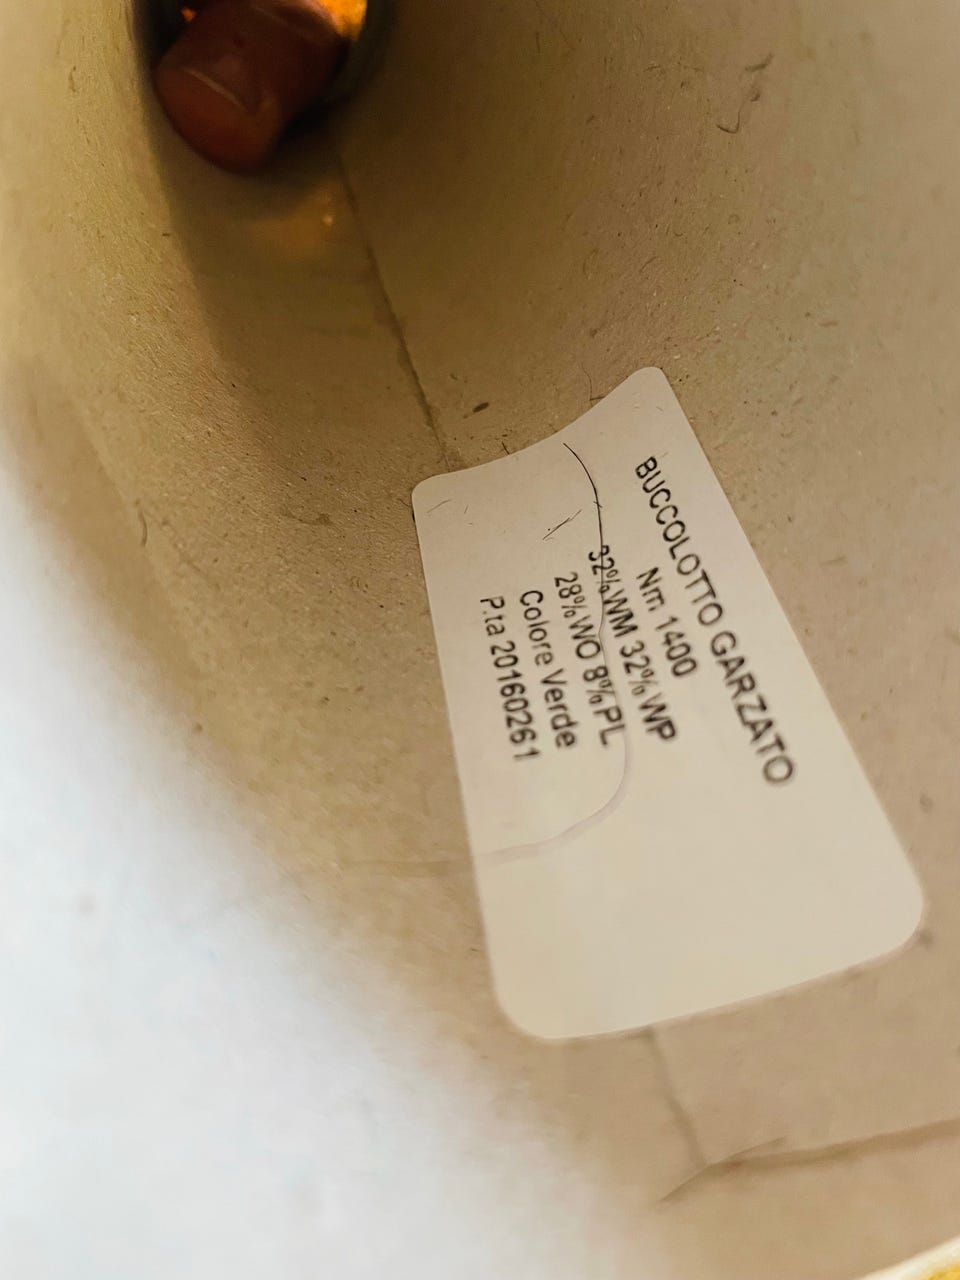 BUCCOLOTTO GARZATO
Nm 1400
32%WM 32%WP
28%WO 8%PL
Colore Verde
P.ta 20160261